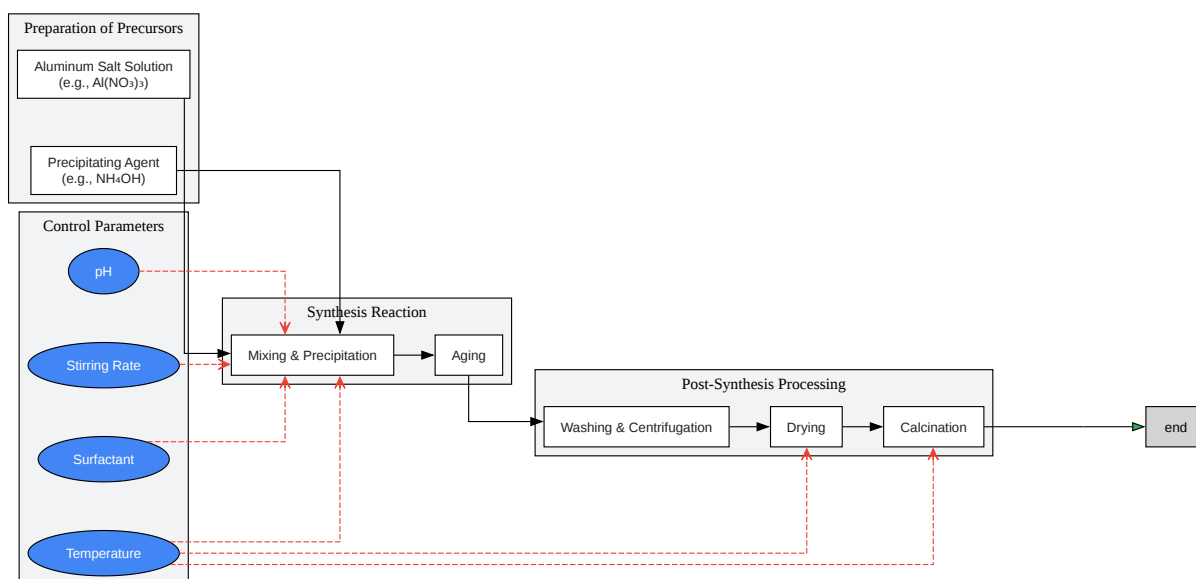 Preparation of Precursors
Aluminum Salt Solution
(e.g., Al(NO₃)₃)
Precipitating Agent
(e.g., NH₄OH)
Control Parameters
pH
Stirring Rate
Surfactant
Temperature
Synthesis Reaction
Mixing & Precipitation
Aging
Post-Synthesis Processing
Washing & Centrifugation
Drying
Calcination
end